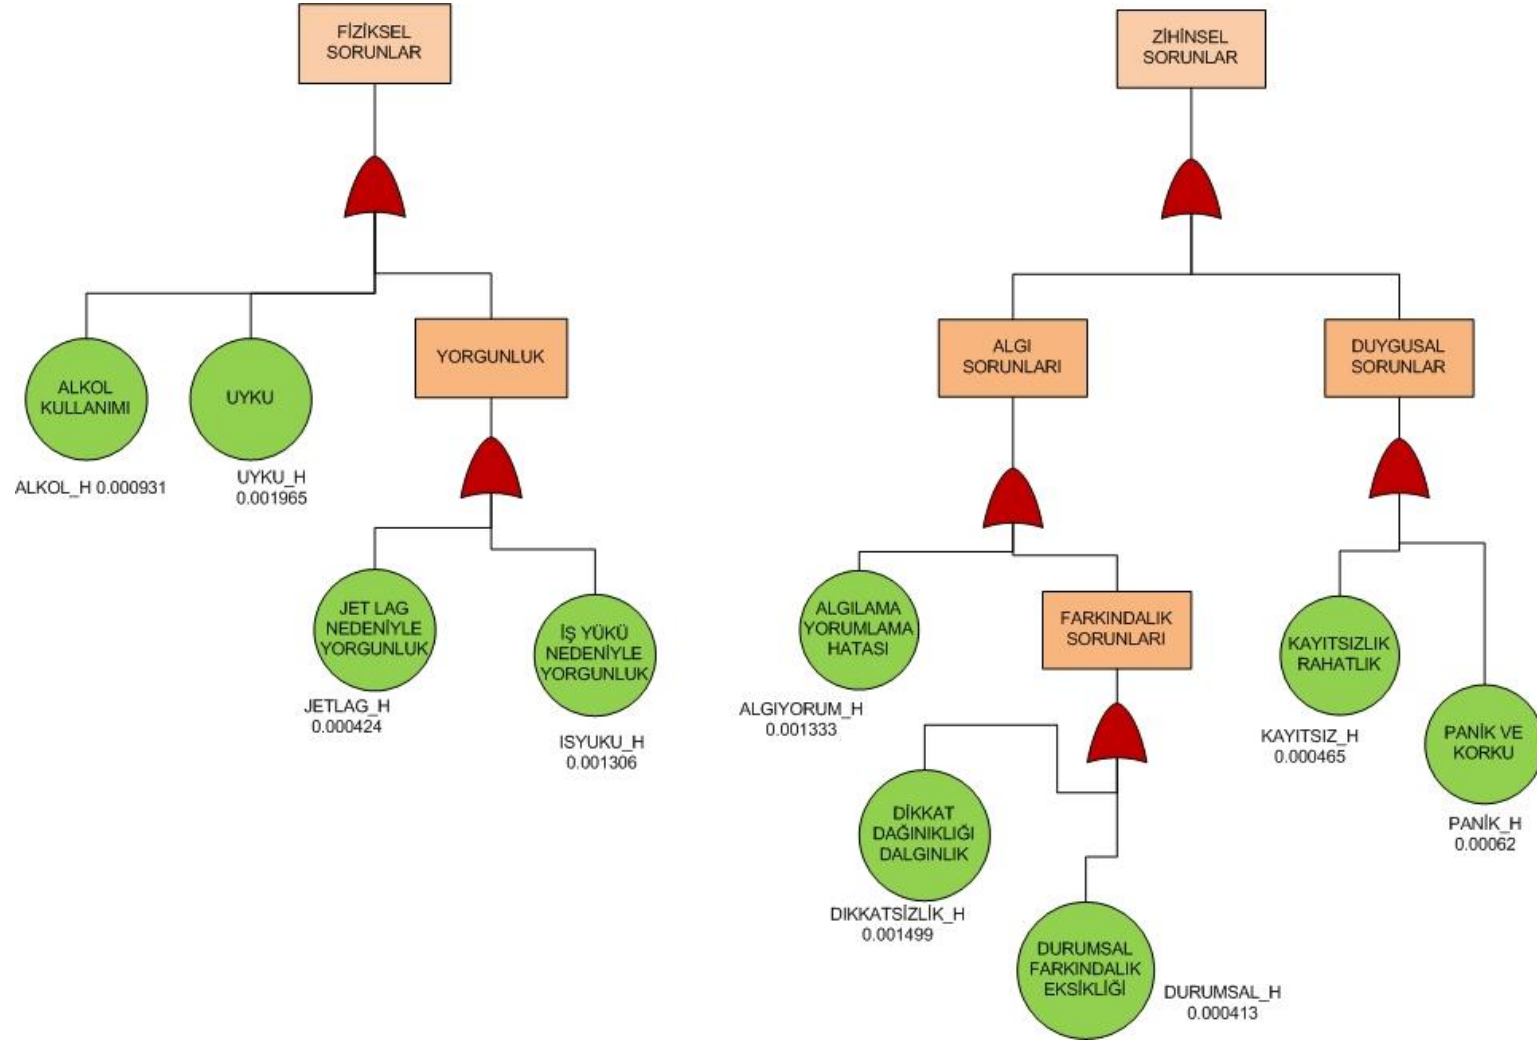 FİZİKSEL
SORUNLAR
ALKOL
KULLANIMI
ALKOL_H 0.000931
UYKU
UYKU_H
0.001965
YORGUNLUK
JET LAG
NEDENİYLE
YORGUNLUK
JETLAG_H
0.000424
İŞ YÜKÜ
NEDENİYLE
YORGUNLUK
ISYUKU_H
0.001306
ZİHİNSEL
SORUNLAR
ALGI
SORUNLARI
ALGILAMA
YORUMLAMA
HATASI
ALGIYORUM_H
0.001333
FARKINDALIK
SORUNLARI
DİKKAT
DAĞINIKLIĞI
DALGINLIK
DIKKATSİZLİK_H
0.001499
DURUMSAL
FARKINDALIK
EKSİKLİĞİ
DURUMSAL_H
0.000413
DUYGUSAL
SORUNLAR
KAYITSIZLIK
RAHATLIK
KAYITSIZ_H
0.000465
PANİK VE
KORKU
PANİK_H
0.00062